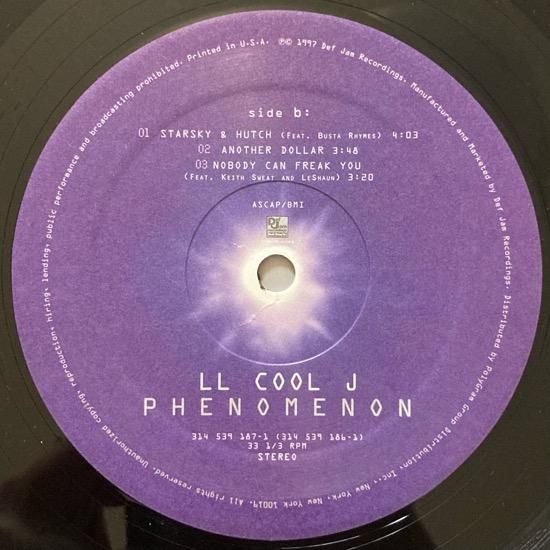 side b:
01 STARSKY & HUTCH (FEAT. BUSTA RHYMES) 4:03
02 ANOTHER DOLLAR 3:48
03 NOBODY CAN FREAK YOU
(FEAT. KEITH SWEAT AND LESHAUN) 3:20
ASCAP/BMI
LL COOL J
PHENOMENON
314 539 187-1 (314 539 186-1)
33 1/3 RPM
STEREO
℗© 1997 Def Jam Recordings. Manufactured and Marketed by Def Jam Recordings. Distributed by PolyGram Group Distribution, Inc., New York, New York 10019. All rights reserved. Unauthorized copying, reproduction, hiring, lending, public performance and broadcasting prohibited. Printed in U.S.A.